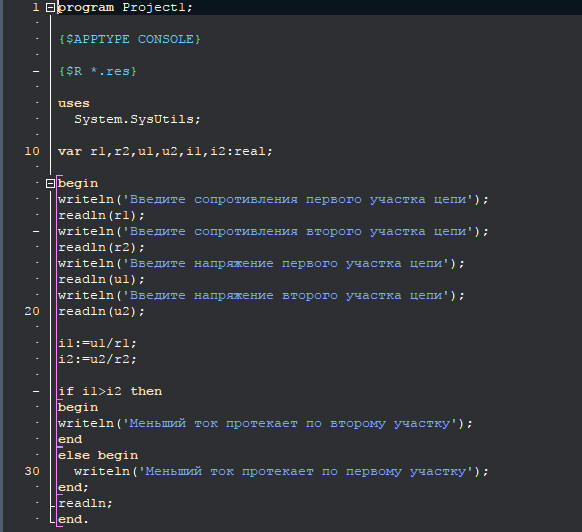 1 program Project1;
{$APPTYPE CONSOLE}
{$R *.res}
uses
System.SysUtils;
10 var r1,r2,u1,u2,i1,i2:real;
begin
writeln('Введите сопротивления первого участка цепи');
readln(r1);
writeln('Введите сопротивления второго участка цепи');
readln(r2);
writeln('Введите напряжение первого участка цепи');
readln(u1);
writeln('Введите напряжение второго участка цепи');
20 readln(u2);
i1:=u1/r1;
i2:=u2/r2;
if i1>i2 then
begin
writeln('Меньший ток протекает по второму участку');
end
else begin
30 writeln('Меньший ток протекает по первому участку');
end;
readln;
end.